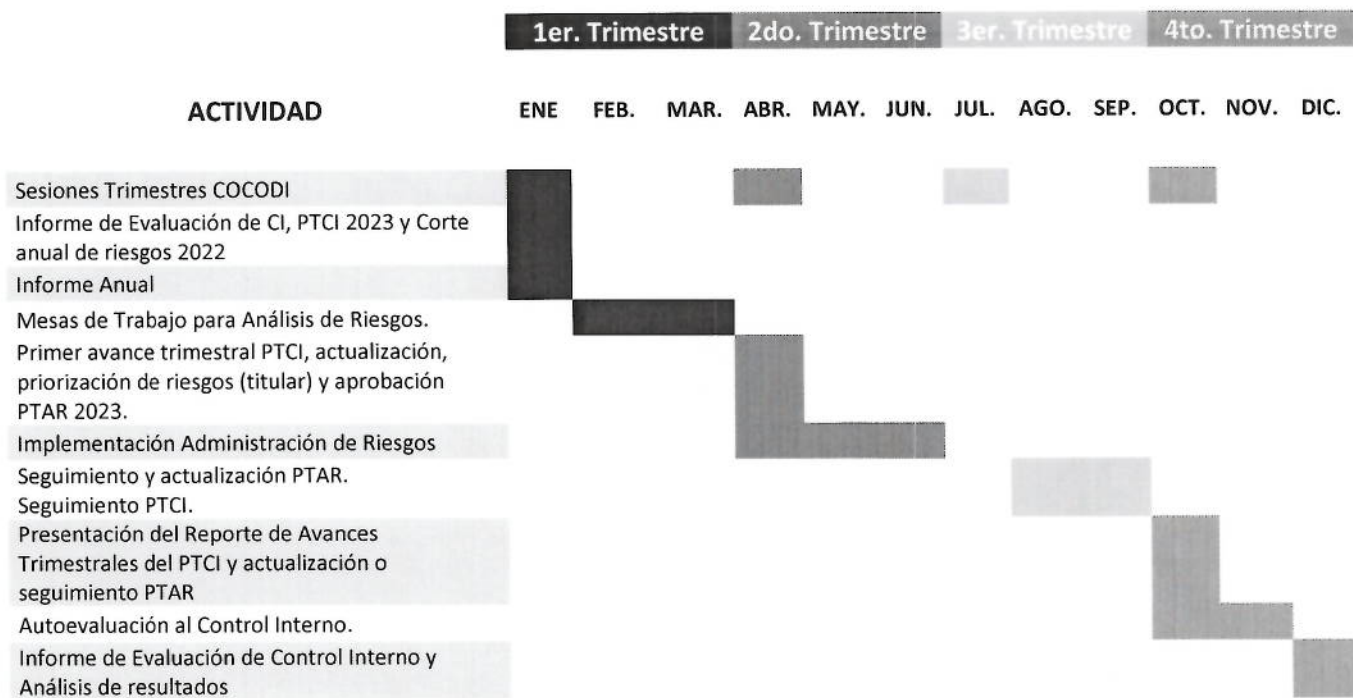 1er. Trimestre 2do. Trimestre 3er. Trimestre 4to. Trimestre
ACTIVIDAD ENE FEB. MAR. ABR. MAY. JUN. JUL. AGO. SEP. OCT. NOV. DIC.
Sesiones Trimestres COCODI
Informe de Evaluación de CI, PTCI 2023 y Corte
anual de riesgos 2022
Informe Anual
Mesas de Trabajo para Análisis de Riesgos.
Primer avance trimestral PTCI, actualización,
priorización de riesgos (titular) y aprobación
PTAR 2023.
Implementación Administración de Riesgos
Seguimiento y actualización PTAR.
Seguimiento PTCI.
Presentación del Reporte de Avances
Trimestrales del PTCI y actualización o
seguimiento PTAR
Autoevaluación al Control Interno.
Informe de Evaluación de Control Interno y
Análisis de resultados